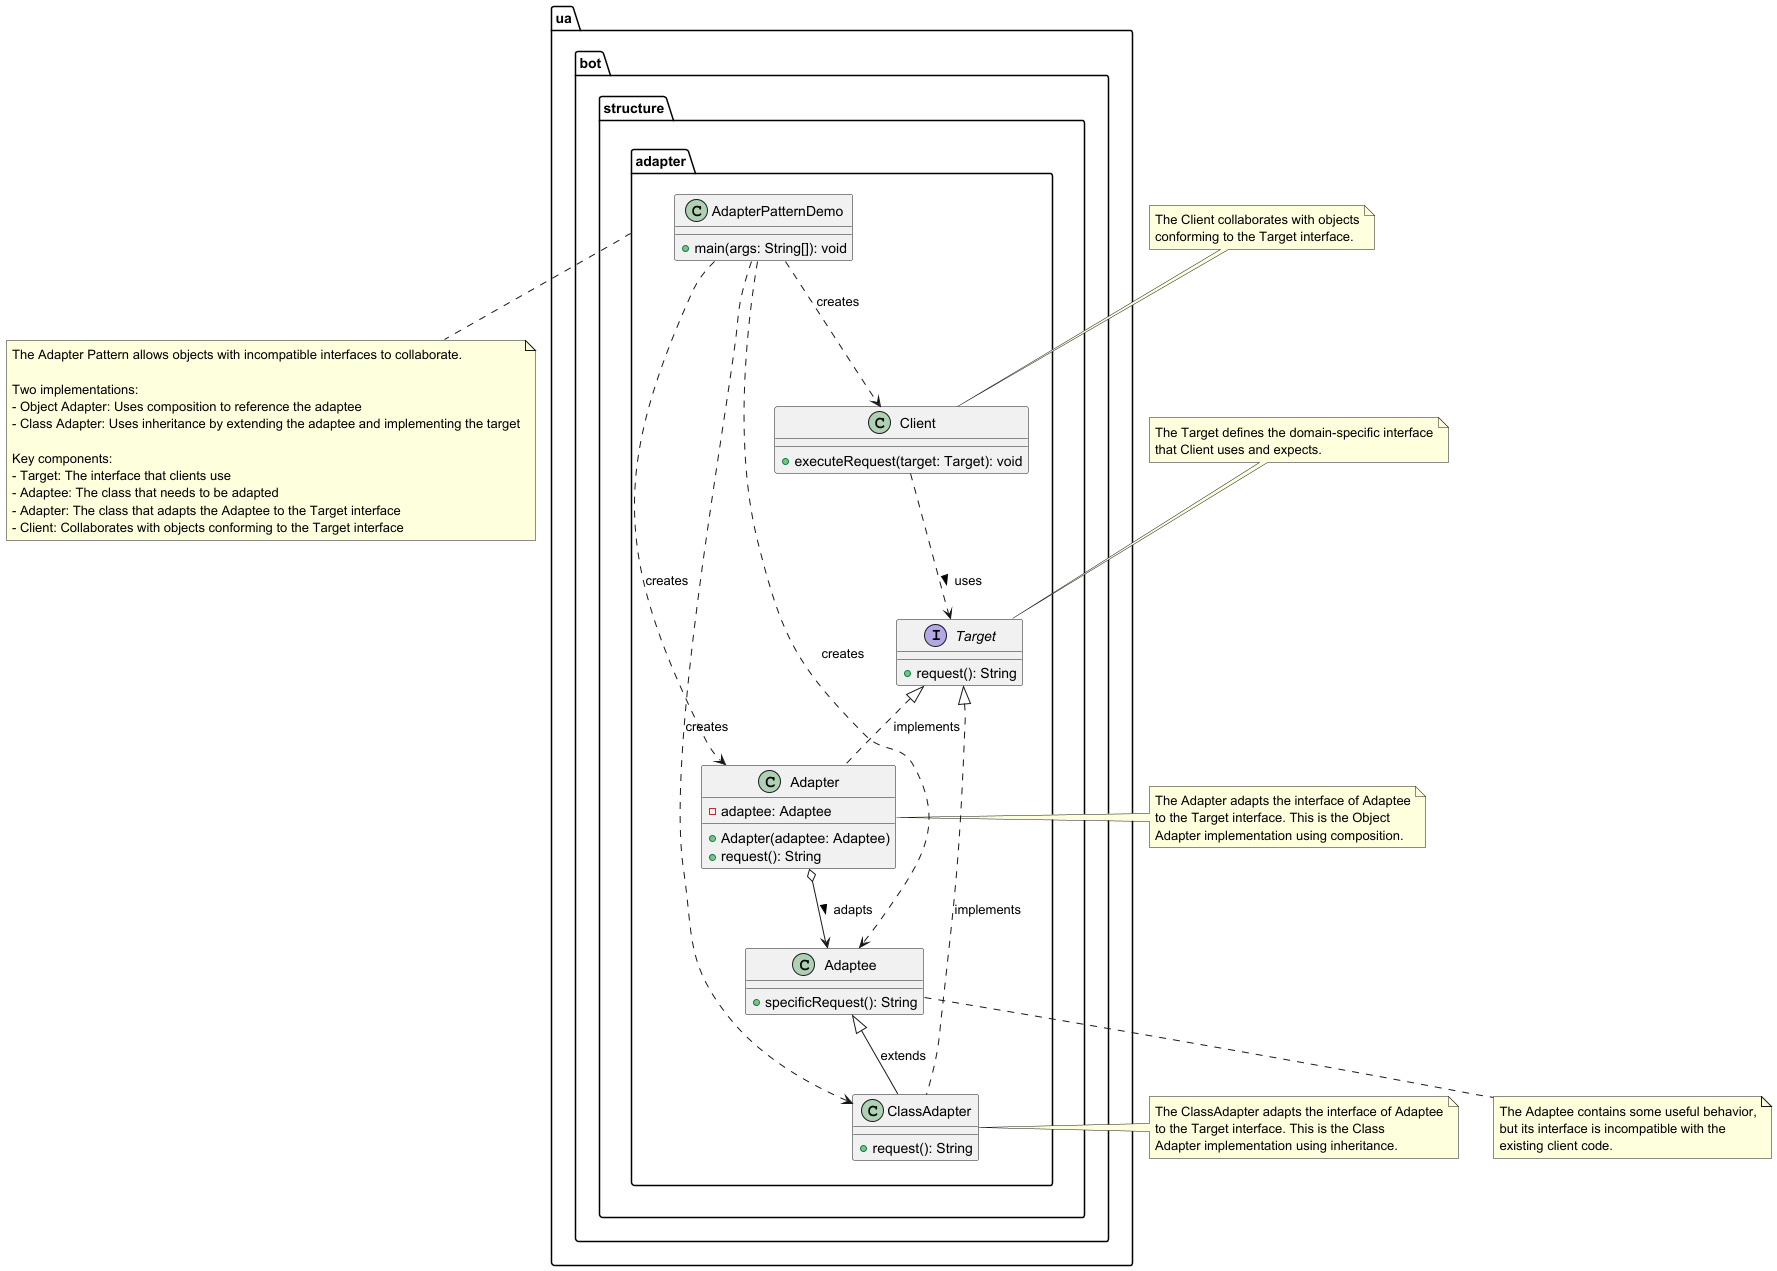 ua
bot
structure
adapter
AdapterPatternDemo
main(args: String[]): void
The Client collaborates with objects
conforming to the Target interface.
creates
The Adapter Pattern allows objects with incompatible interfaces to collaborate.
Two implementations:
- Object Adapter: Uses composition to reference the adaptee
- Class Adapter: Uses inheritance by extending the adaptee and implementing the target
Key components:
- Target: The interface that clients use
- Adaptee: The class that needs to be adapted
- Adapter: The class that adapts the Adaptee to the Target interface
- Client: Collaborates with objects conforming to the Target interface
C Client
executeRequest(target: Target): void
The Target defines the domain-specific interface
that Client uses and expects.
creates
uses
I Target
request(): String
creates
creates
implements
C Adapter
adaptee: Adaptee
Adapter(adaptee: Adaptee)
request(): String
The Adapter adapts the interface of Adaptee
to the Target interface. This is the Object
Adapter implementation using composition.
adapts
implements
C Adaptee
specificRequest(): String
extends
C ClassAdapter
request(): String
The ClassAdapter adapts the interface of Adaptee
to the Target interface. This is the Class
Adapter implementation using inheritance.
The Adaptee contains some useful behavior,
but its interface is incompatible with the
existing client code.